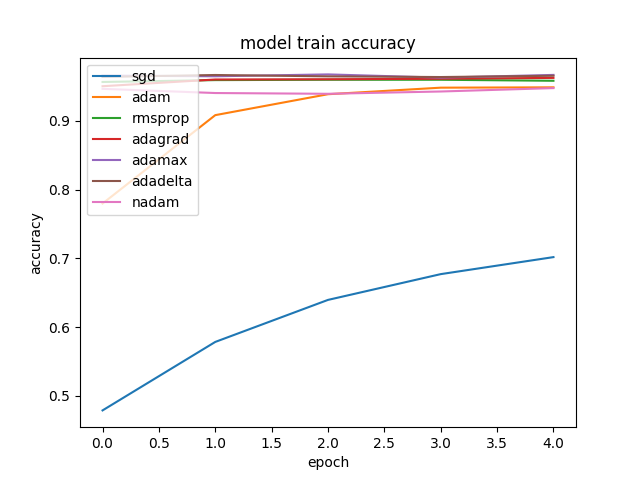 model train accuracy
sgd
adam
rmsprop
adagrad
adamax
adadelta
nadam
accuracy
0.9
0.8
0.7
0.6
0.5
0.0 0.5 1.0 1.5 2.0 2.5 3.0 3.5 4.0
epoch